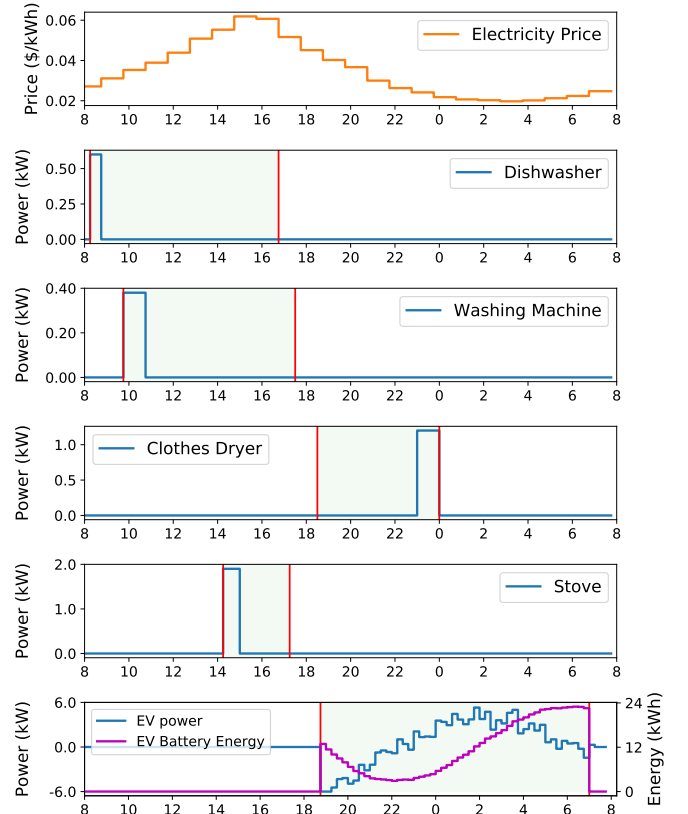 Price ($/kWh)
0.06
0.04
0.02
Electricity Price
8 10 12 14 16 18 20 22 0 2 4 6 8
Power (kW)
0.50
0.25
0.00
Dishwasher
8 10 12 14 16 18 20 22 0 2 4 6 8
Power (kW)
0.40
0.20
0.00
Washing Machine
8 10 12 14 16 18 20 22 0 2 4 6 8
Power (kW)
1.0
0.5
0.0
Clothes Dryer
8 10 12 14 16 18 20 22 0 2 4 6 8
Power (kW)
2.0
1.0
0.0
Stove
8 10 12 14 16 18 20 22 0 2 4 6 8
Power (kW)
6.0
0.0
-6.0
EV power
EV Battery Energy
24
12
0
Energy (kWh)
8 10 12 14 16 18 20 22 0 2 4 6 8